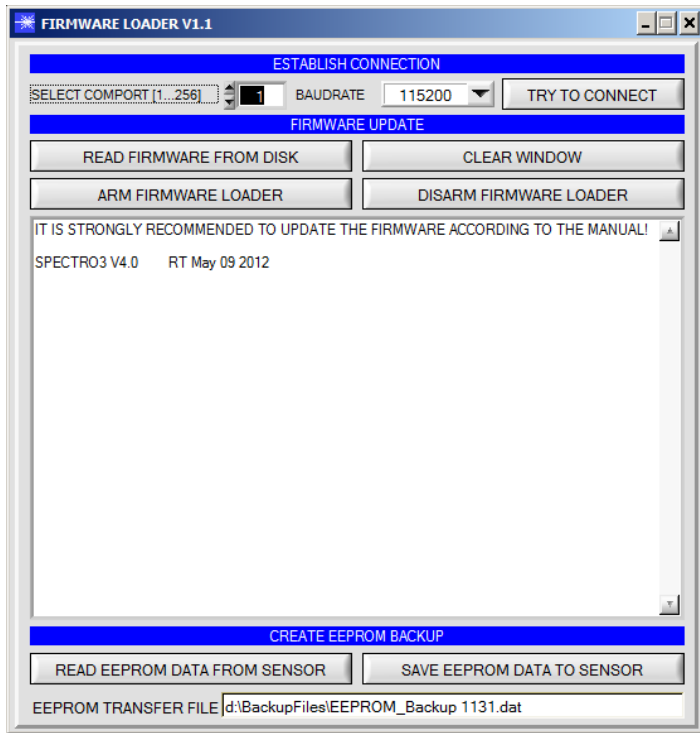 FIRMWARE LOADER V1.1
ESTABLISH CONNECTION
SELECT COMPORT [1...256] 1 BAUDRATE 115200 TRY TO CONNECT
FIRMWARE UPDATE
READ FIRMWARE FROM DISK CLEAR WINDOW
ARM FIRMWARE LOADER DISARM FIRMWARE LOADER
IT IS STRONGLY RECOMMENDED TO UPDATE THE FIRMWARE ACCORDING TO THE MANUAL!
SPECTRO3 V4.0 RT May 09 2012
CREATE EEPROM BACKUP
READ EEPROM DATA FROM SENSOR SAVE EEPROM DATA TO SENSOR
EEPROM TRANSFER FILE d:\BackupFiles\EEPROM_Backup 1131.dat